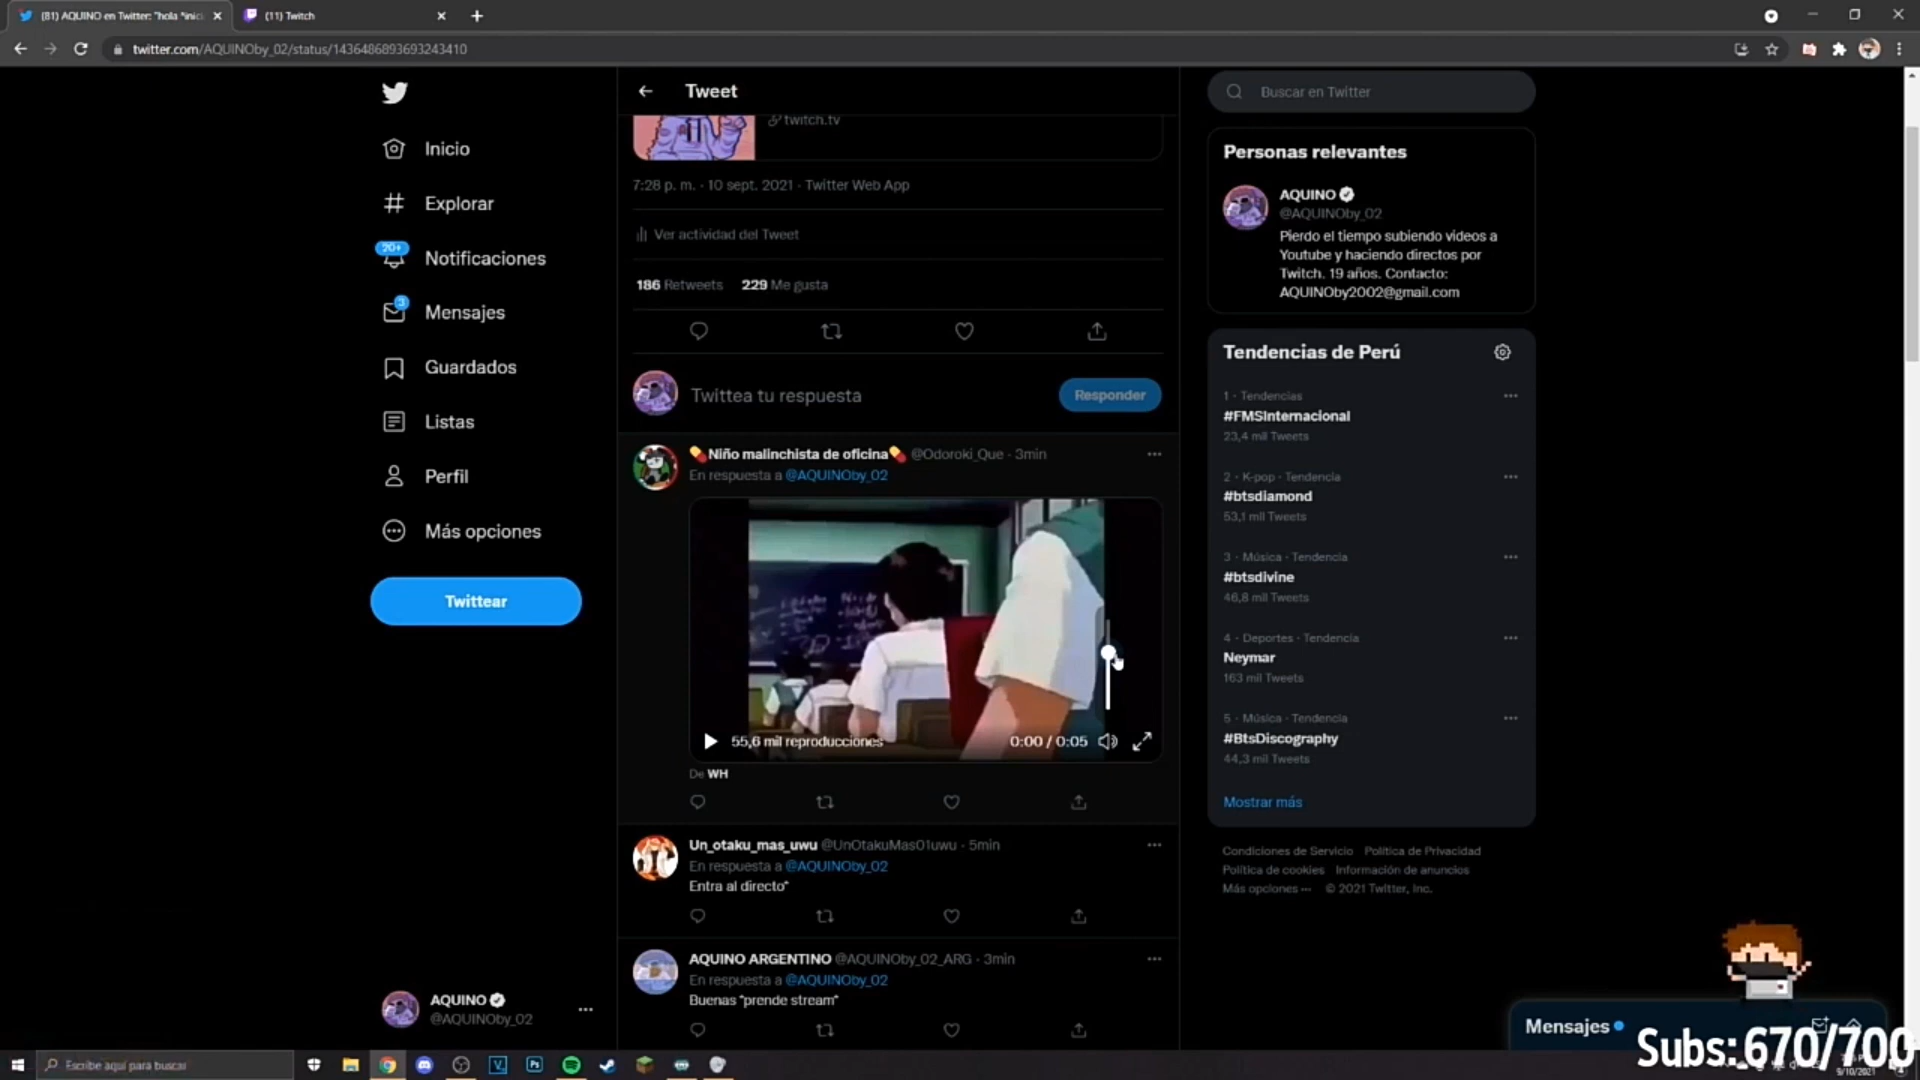 (81) AQUINO en Twitter: "hola *inici
(11) Twitch
twitter.com/AQUINOby_02/status/1436486893693243410
Tweet
Buscar en Twitter
twitch.tv
Inicio
Explorar
20+
Notificaciones
3
Mensajes
Guardados
Listas
Perfil
Más opciones
Twittear
AQUINO
@AQUINOby_02
7:28 p. m. · 10 sept. 2021 · Twitter Web App
Ver actividad del Tweet
186 Retweets 229 Me gusta
Twittea tu respuesta
Responder
Niño malinchista de oficina @Odoroki_Que · 3min
En respuesta a @AQUINOby_02
55,6 mil reproducciones
0:00 / 0:05
De WH
Un_otaku_mas_uwu @UnOtakuMas01uwu · 5min
En respuesta a @AQUINOby_02
Entra al directo*
AQUINO ARGENTINO @AQUINOby_02_ARG · 3min
En respuesta a @AQUINOby_02
Buenas *prende stream*
Personas relevantes
AQUINO
@AQUINOby_02
Pierdo el tiempo subiendo videos a
Youtube y haciendo directos por
Twitch. 19 años. Contacto:
AQUINOby2002@gmail.com
Tendencias de Perú
1 · Tendencias
#FMSInternacional
23,4 mil Tweets
2 · K-pop · Tendencia
#btsdiamond
53,1 mil Tweets
3 · Música · Tendencia
#btsdivine
46,8 mil Tweets
4 · Deportes · Tendencia
Neymar
163 mil Tweets
5 · Música · Tendencia
#BtsDiscography
44,3 mil Tweets
Mostrar más
Condiciones de Servicio Política de Privacidad
Política de cookies Información de anuncios
Más opciones ··· © 2021 Twitter, Inc.
Mensajes
Subs: 670/700
Escribe aquí para buscar
9/10/2021